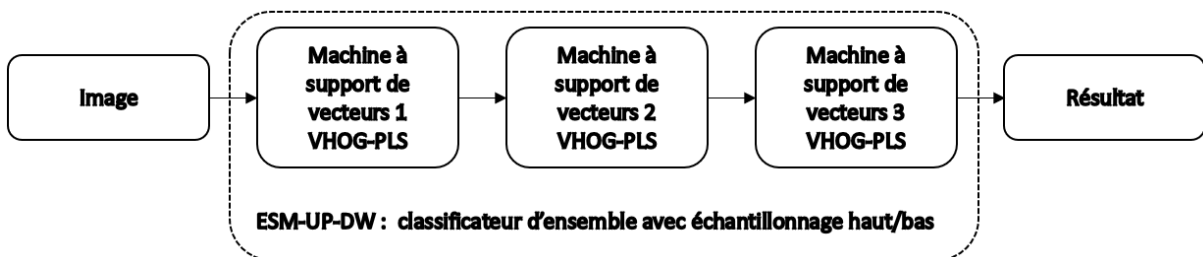 Image
Machine à
support de
vecteurs 1
VHOG-PLS
Machine à
support de
vecteurs 2
VHOG-PLS
Machine à
support de
vecteurs 3
VHOG-PLS
Résultat
ESM-UP-DW : classificateur d’ensemble avec échantillonnage haut/bas